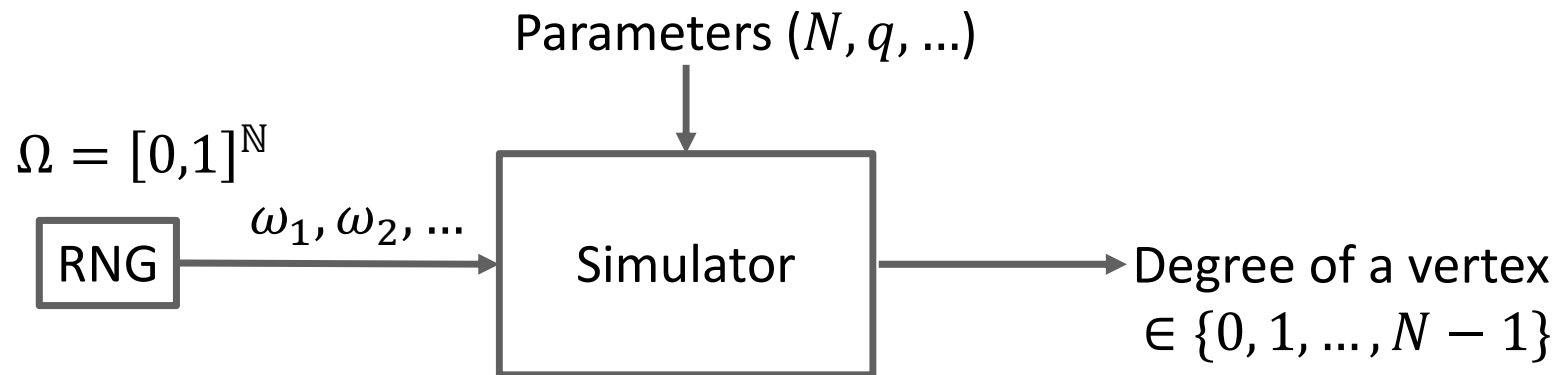 Parameters (N, q, …)
Ω = [0,1]^ℕ
ω₁, ω₂, …
RNG
Simulator
Degree of a vertex
∈ {0, 1, …, N − 1}